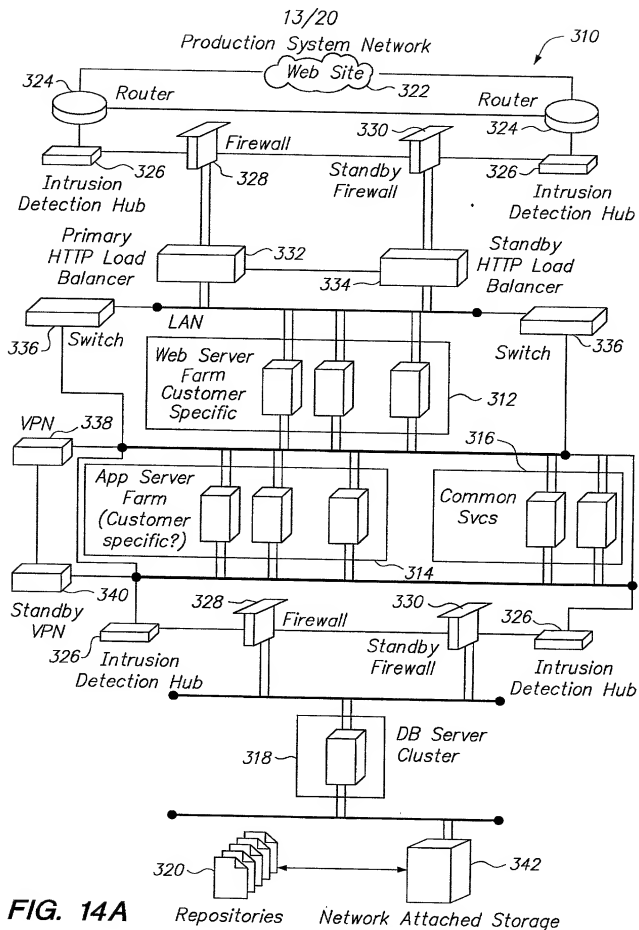 13/20
Production System Network
310
Web Site
322
324
Router
Router
324
330
Firewall
326
328
Standby
Firewall
326
Intrusion
Detection Hub
Intrusion
Detection Hub
Primary
HTTP Load
Balancer
332
334
Standby
HTTP Load
Balancer
LAN
336
Switch
336
Switch
Web Server
Farm
Customer
Specific
312
VPN
338
316
App Server
Farm
(Customer
specific?)
Common
Svcs
314
340
Standby
VPN
328
330
326
Firewall
Standby
Firewall
326
Intrusion
Detection Hub
Intrusion
Detection Hub
318
DB Server
Cluster
320
342
Repositories
Network Attached Storage
FIG. 14A